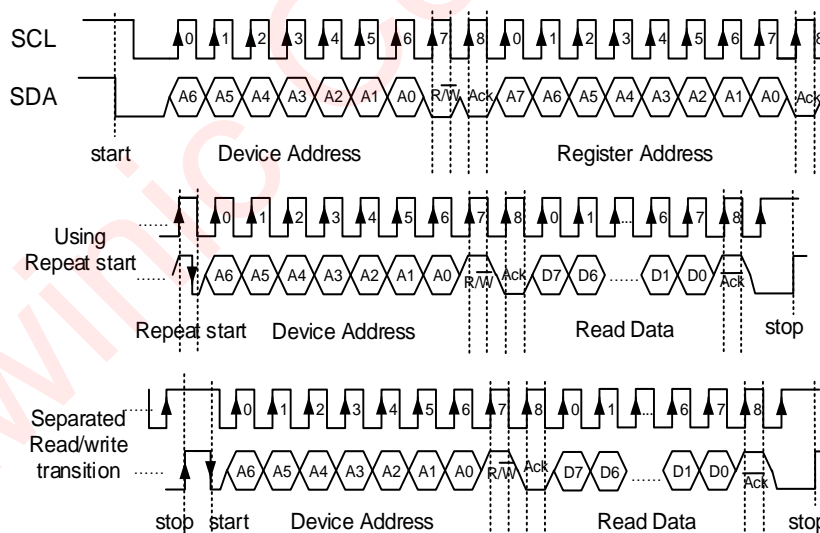 SCL 0 1 2 3 4 5 6 7 8 0 1 2 3 4 5 6 7 8
SDA A6 A5 A4 A3 A2 A1 A0 R/W Ack A7 A6 A5 A4 A3 A2 A1 A0 Ack
start Device Address Register Address
...... 0 1 2 3 4 5 6 7 8 0 1 ... 6 7 8
Using
Repeat start
...... A6 A5 A4 A3 A2 A1 A0 R/W Ack D7 D6 ...... D1 D0 Ack
Repeat start Device Address Read Data stop
...... 0 1 2 3 4 5 6 7 8 0 1 ... 6 7 8
Separated
Read/write
transition
...... A6 A5 A4 A3 A2 A1 A0 R/W Ack D7 D6 ...... D1 D0 Ack
stop start Device Address Read Data stop